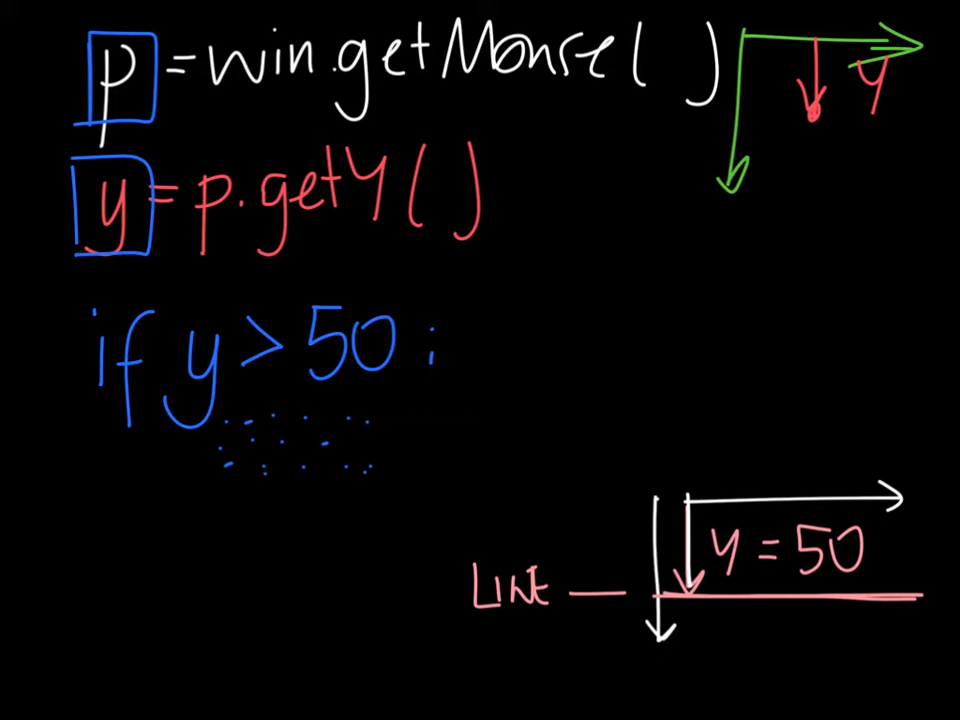 p = win.getMouse( )
Y
y = p.getY( )
if y > 50 :
y = 50
LINE